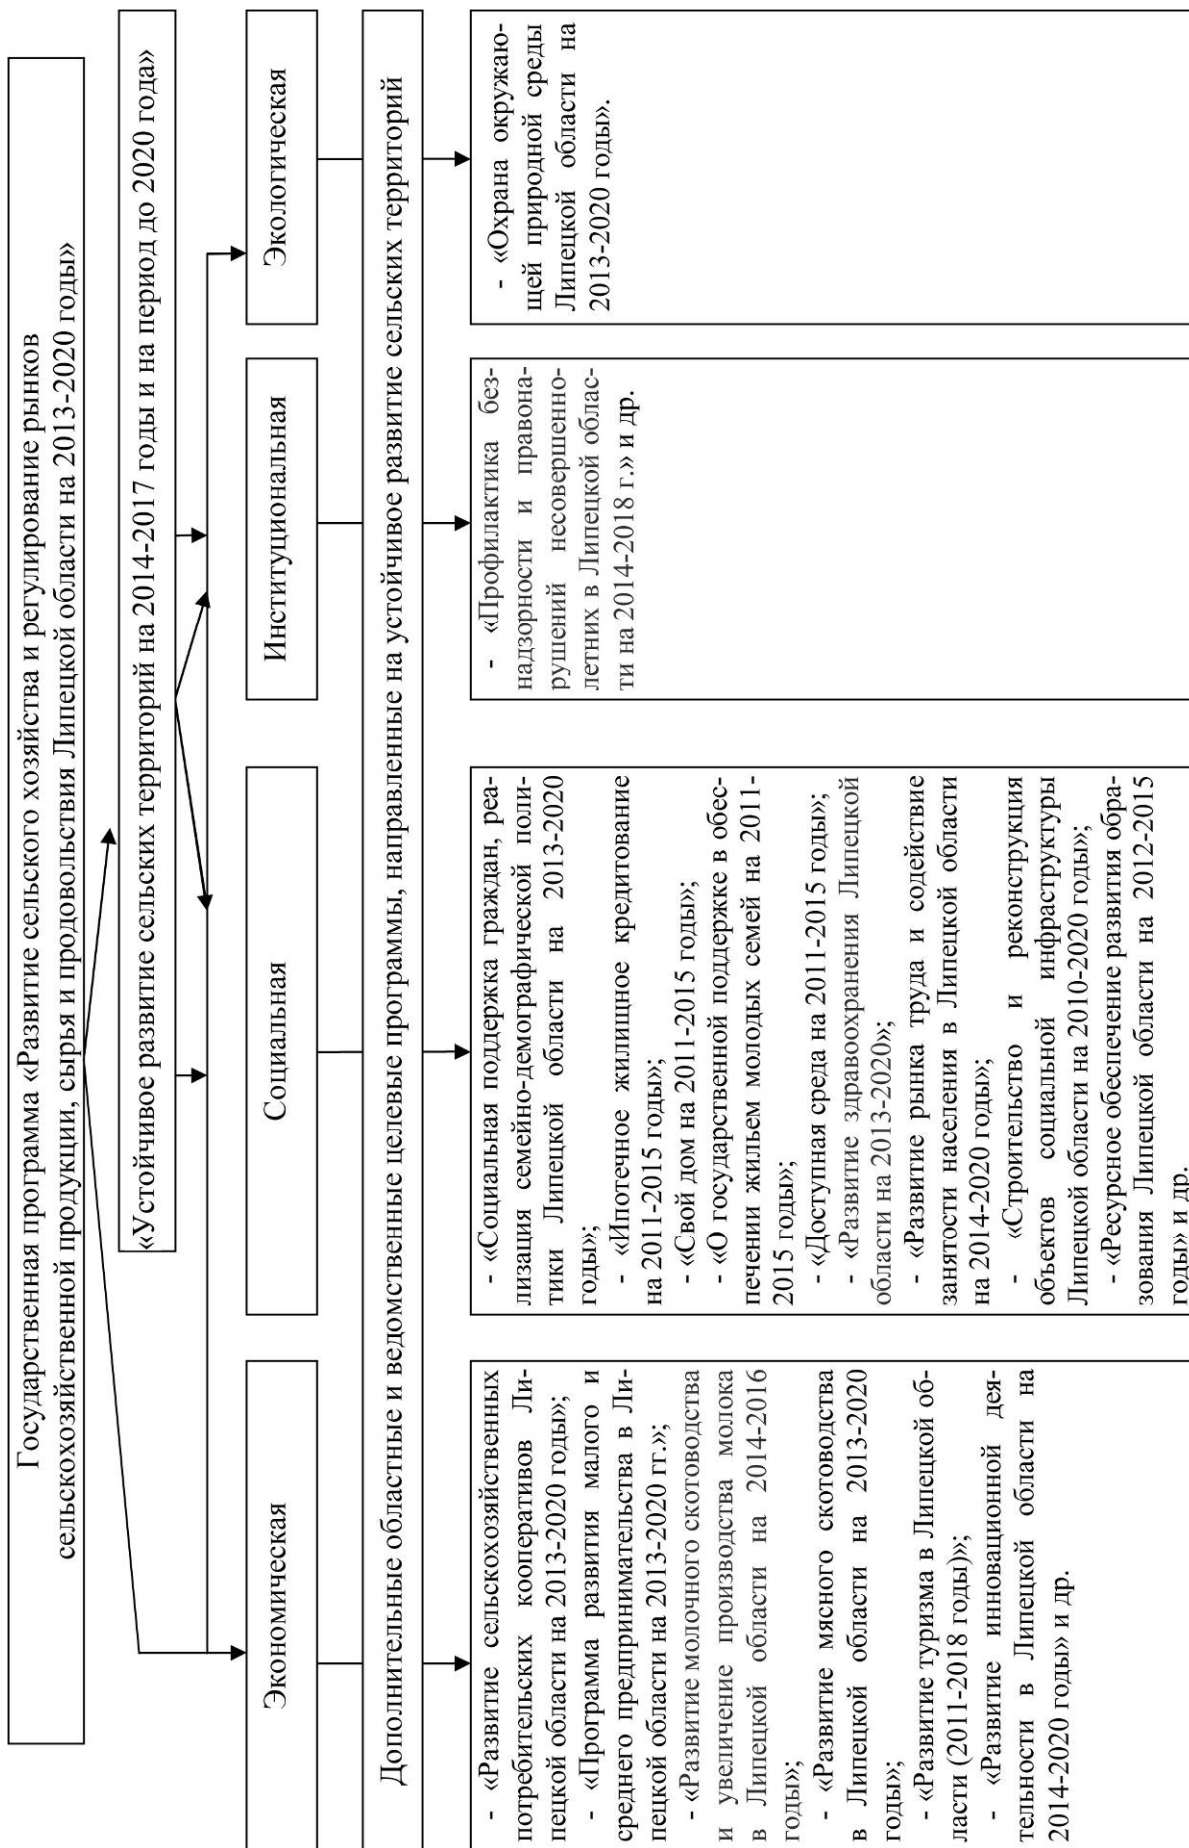 Государственная программа «Развитие сельского хозяйства и регулирование рынков
сельскохозяйственной продукции, сырья и продовольствия Липецкой области на 2013-2020 годы»
«Устойчивое развитие сельских территорий на 2014-2017 годы и на период до 2020 года»
Экономическая
Социальная
Институциональная
Экологическая
Дополнительные областные и ведомственные целевые программы, направленные на устойчивое развитие сельских территорий
- «Развитие сельскохозяйственных
потребительских кооперативов Ли-
пецкой области на 2013-2020 годы»;
- «Программа развития малого и
среднего предпринимательства в Ли-
пецкой области на 2013-2020 гг.»;
- «Развитие молочного скотоводства
и увеличение производства молока
в Липецкой области на 2014-2016
годы»;
- «Развитие мясного скотоводства
в Липецкой области на 2013-2020
годы»;
- «Развитие туризма в Липецкой об-
ласти (2011-2018 годы)»;
- «Развитие инновационной дея-
тельности в Липецкой области на
2014-2020 годы» и др.
- «Социальная поддержка граждан, реа-
лизация семейно-демографической поли-
тики Липецкой области на 2013-2020
годы»;
- «Ипотечное жилищное кредитование
на 2011-2015 годы»;
- «Свой дом на 2011-2015 годы»;
- «О государственной поддержке в обес-
печении жильем молодых семей на 2011-
2015 годы»;
- «Доступная среда на 2011-2015 годы»;
- «Развитие здравоохранения Липецкой
области на 2013-2020»;
- «Развитие рынка труда и содействие
занятости населения в Липецкой области
на 2014-2020 годы»;
- «Строительство и реконструкция
объектов социальной инфраструктуры
Липецкой области на 2010-2020 годы»;
- «Ресурсное обеспечение развития обра-
зования Липецкой области на 2012-2015
годы» и др.
- «Профилактика без-
надзорности и правона-
рушений несовершенно-
летних в Липецкой облас-
ти на 2014-2018 г.» и др.
- «Охрана окружаю-
щей природной среды
Липецкой области на
2013-2020 годы».